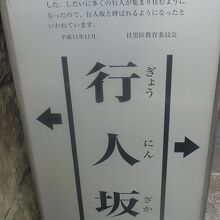 した。しだいに多くの行人が集まり住むように
なったので、行人坂と呼ばれるようになったと
いわれています。
平成11年11月　目黒区教育委員会
行 ぎょう
人 にん
坂 ざか